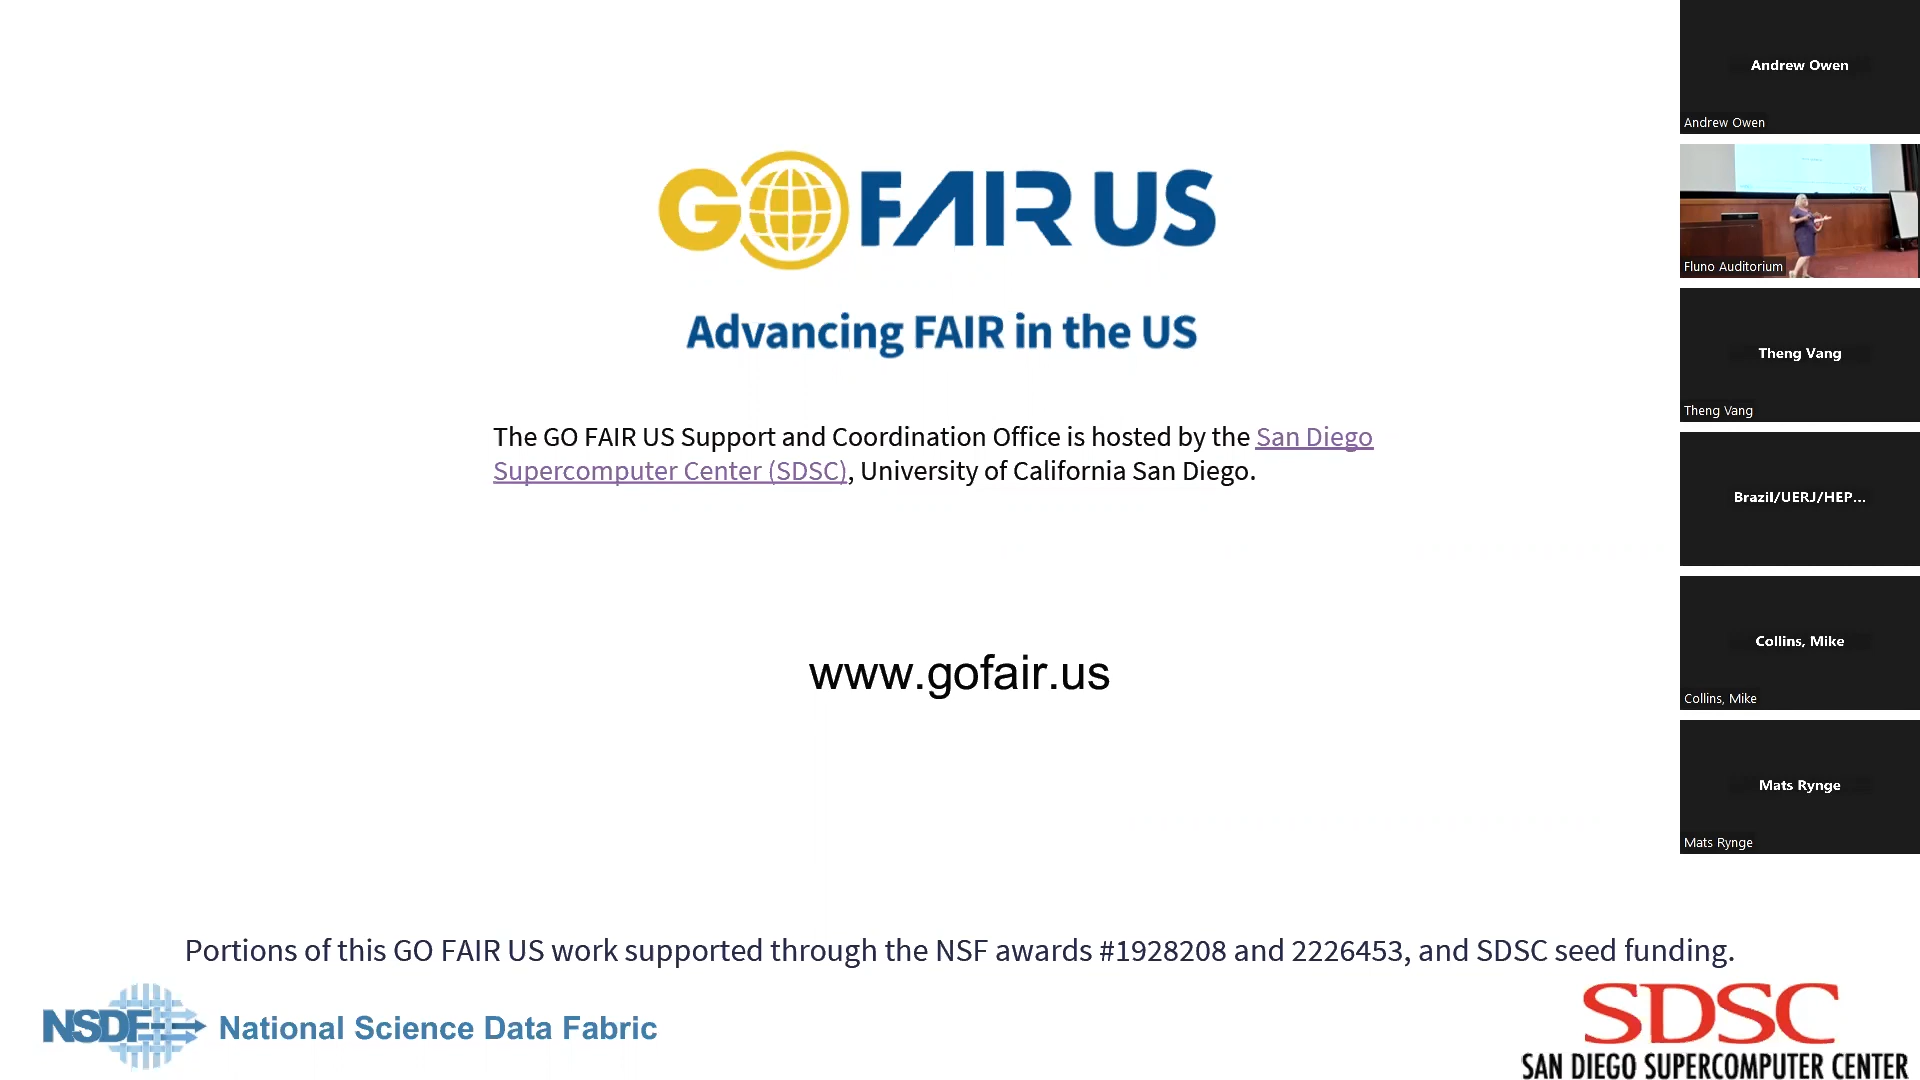 GO FAIR US
Advancing FAIR in the US
The GO FAIR US Support and Coordination Office is hosted by the San Diego
Supercomputer Center (SDSC), University of California San Diego.
www.gofair.us
Portions of this GO FAIR US work supported through the NSF awards #1928208 and 2226453, and SDSC seed funding.
NSDF
National Science Data Fabric
SDSC
SAN DIEGO SUPERCOMPUTER CENTER
Andrew Owen
Andrew Owen
Fluno Auditorium
Theng Vang
Theng Vang
Brazil/UERJ/HEP...
Collins, Mike
Collins, Mike
Mats Rynge
Mats Rynge